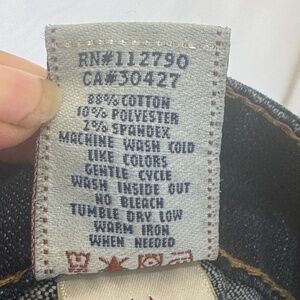 RN#112790
CA#30427
88% COTTON
10% POLYESTER
2% SPANDEX
MACHINE WASH COLD
LIKE COLORS
GENTLE CYCLE
WASH INSIDE OUT
NO BLEACH
TUMBLE DRY LOW
WARM IRON
WHEN NEEDED